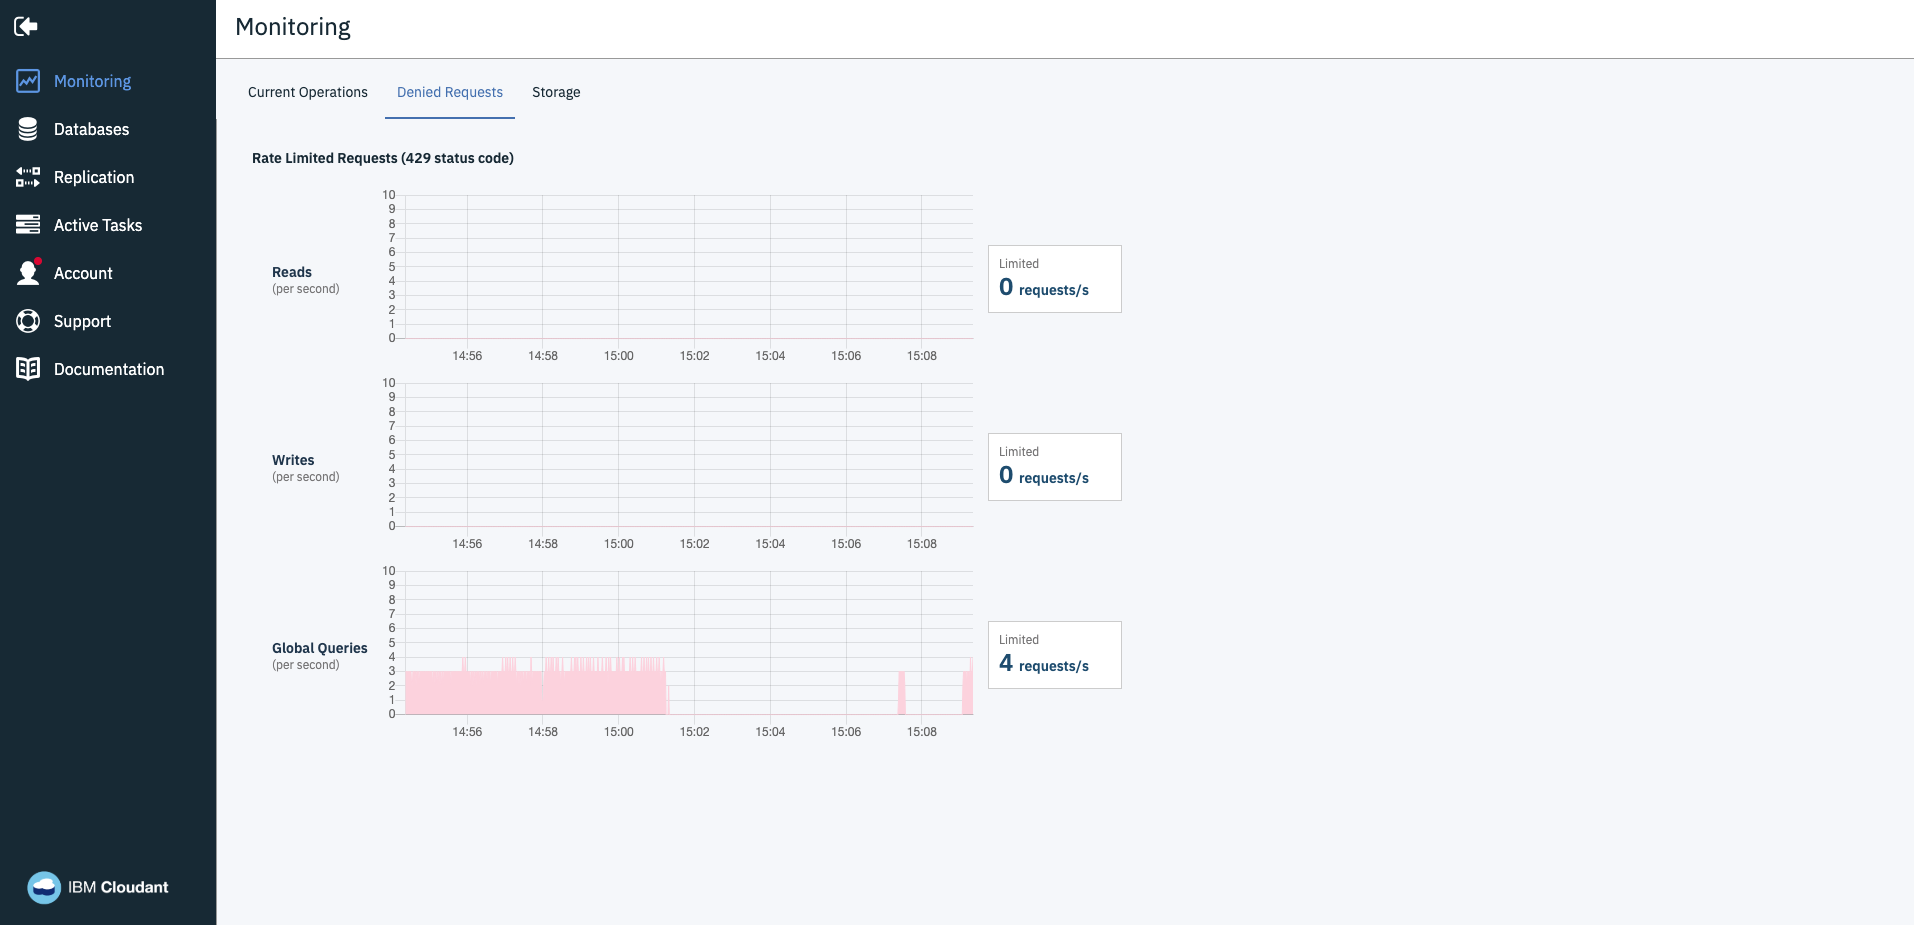 Monitoring
Monitoring
Databases
Replication
Active Tasks
Account
Support
Documentation
IBM Cloudant
Current Operations
Denied Requests
Storage
Rate Limited Requests (429 status code)
Reads
(per second)
10
9
8
7
6
5
4
3
2
1
0
14:56
14:58
15:00
15:02
15:04
15:06
15:08
Limited
0 requests/s
Writes
(per second)
10
9
8
7
6
5
4
3
2
1
0
14:56
14:58
15:00
15:02
15:04
15:06
15:08
Limited
0 requests/s
Global Queries
(per second)
10
9
8
7
6
5
4
3
2
1
0
14:56
14:58
15:00
15:02
15:04
15:06
15:08
Limited
4 requests/s